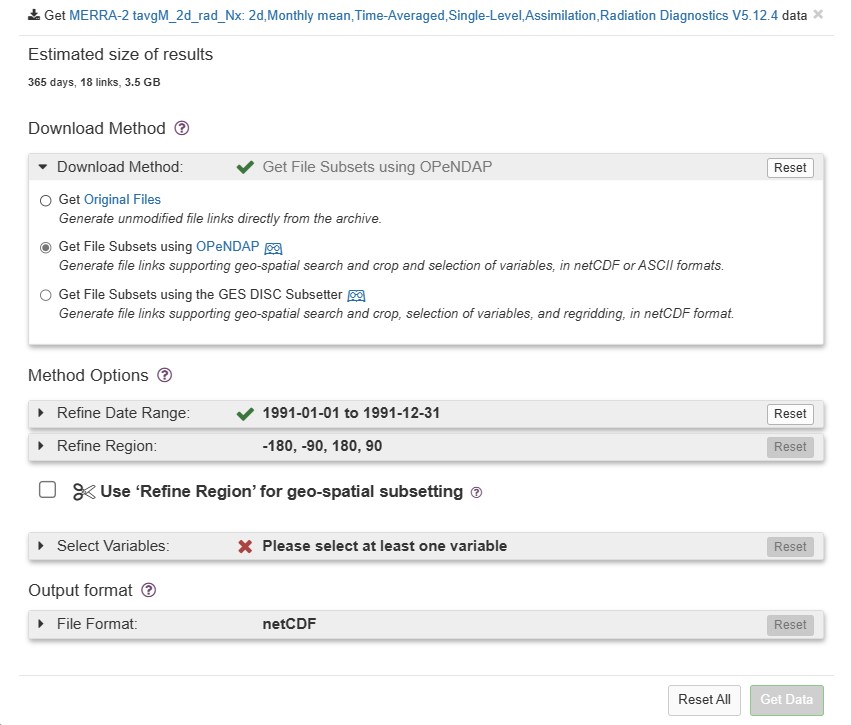 Get MERRA-2 tavgM_2d_rad_Nx: 2d,Monthly mean,Time-Averaged,Single-Level,Assimilation,Radiation Diagnostics V5.12.4 data
Estimated size of results
365 days, 18 links, 3.5 GB
Download Method
Download Method: Get File Subsets using OPeNDAP Reset
Get Original Files
Generate unmodified file links directly from the archive.
Get File Subsets using OPeNDAP
Generate file links supporting geo-spatial search and crop and selection of variables, in netCDF or ASCII formats.
Get File Subsets using the GES DISC Subsetter
Generate file links supporting geo-spatial search and crop, selection of variables, and regridding, in netCDF format.
Method Options
Refine Date Range: 1991-01-01 to 1991-12-31 Reset
Refine Region: -180, -90, 180, 90 Reset
Use ‘Refine Region’ for geo-spatial subsetting
Select Variables: Please select at least one variable Reset
Output format
File Format: netCDF Reset
Reset All Get Data